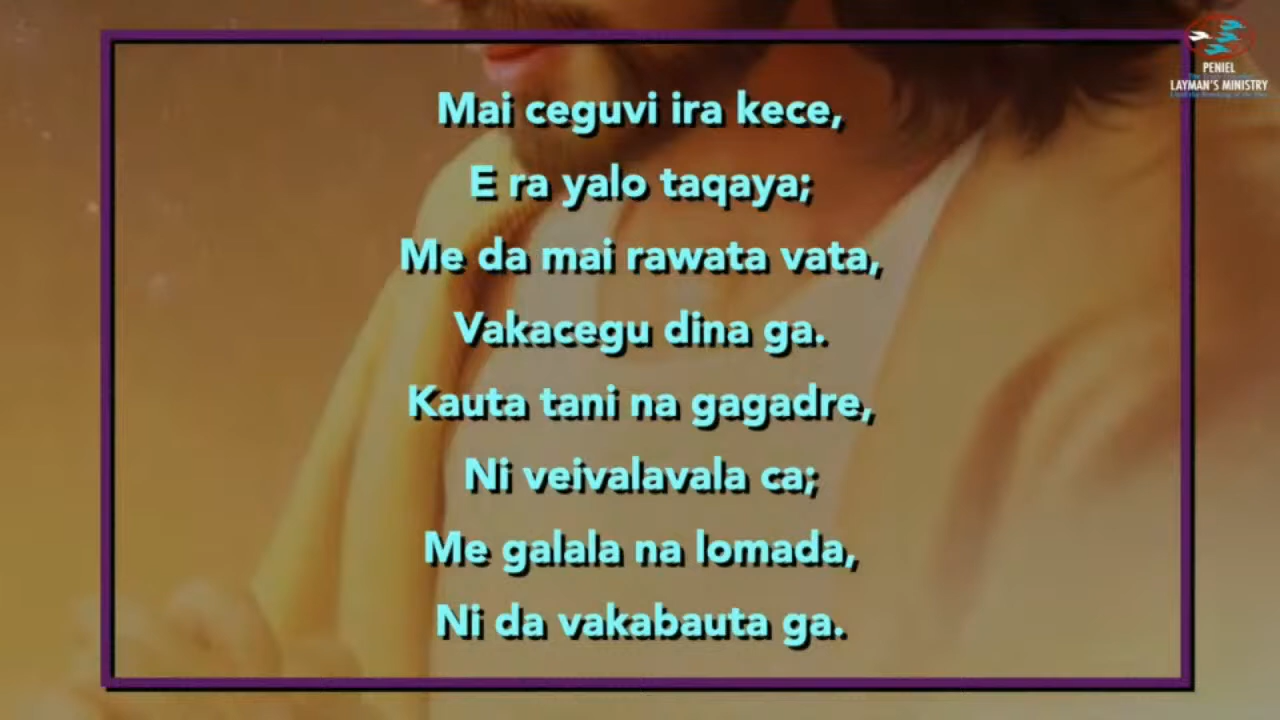 Mai ceguvi ira kece,
E ra yalo taqaya;
Me da mai rawata vata,
Vakacegu dina ga.
Kauta tani na gagadre,
Ni veivalavala ca;
Me galala na lomada,
Ni da vakabauta ga.
PENIEL
LAYMAN'S MINISTRY